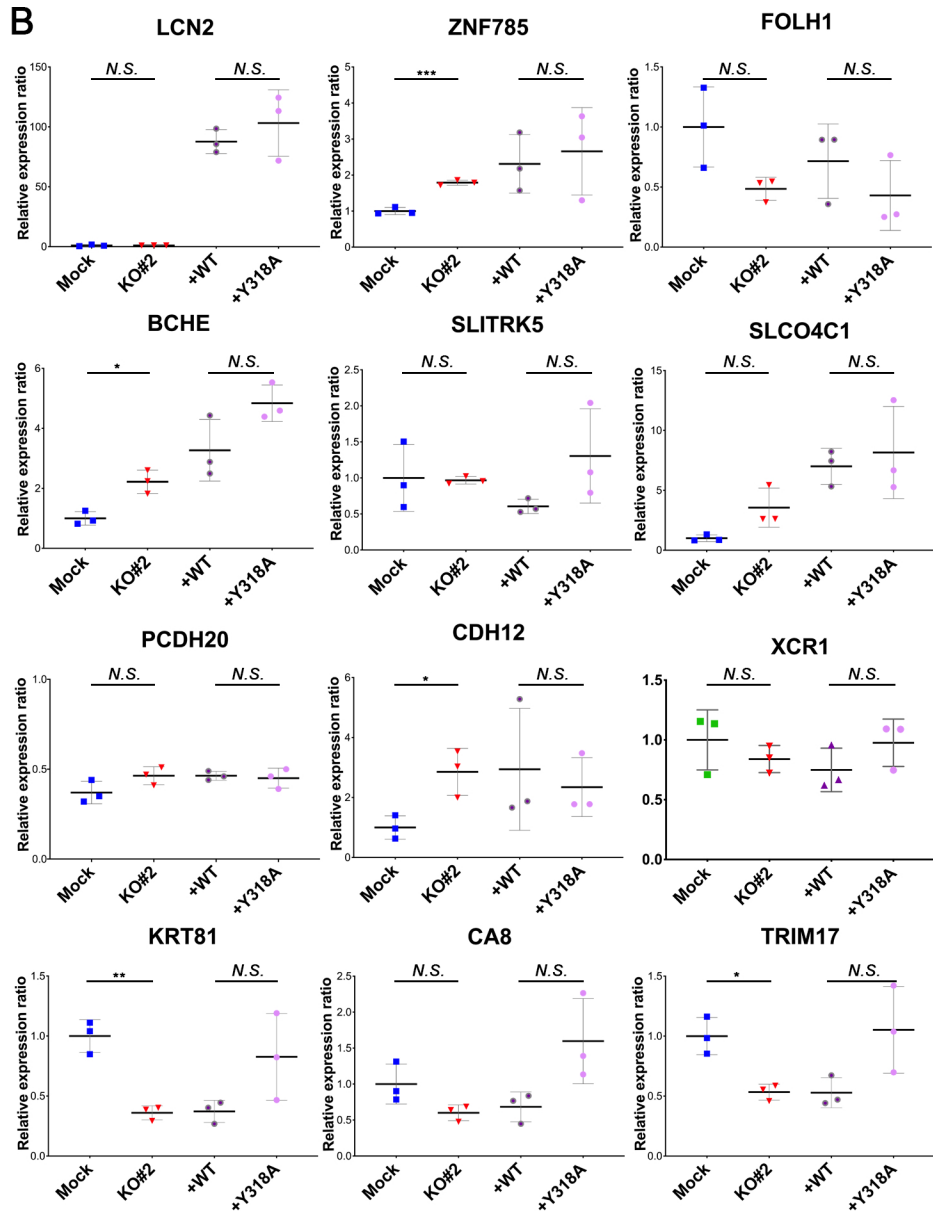 B
LCN2
ZNF785
FOLH1
N.S.
N.S.
***
N.S.
N.S.
N.S.
Relative expression ratio
150
100
50
0
Relative expression ratio
5
4
3
2
1
0
Relative expression ratio
1.5
1.0
0.5
0.0
Mock
KO#2
+WT
+Y318A
Mock
KO#2
+WT
+Y318A
Mock
KO#2
+WT
+Y318A
BCHE
SLITRK5
SLCO4C1
*
N.S.
N.S.
N.S.
N.S.
N.S.
Relative expression ratio
6
4
2
0
Relative expression ratio
2.5
2.0
1.5
1.0
0.5
0.0
Relative expression ratio
15
10
5
0
Mock
KO#2
+WT
+Y318A
Mock
KO#2
+WT
+Y318A
Mock
KO#2
+WT
+Y318A
PCDH20
CDH12
XCR1
N.S.
N.S.
*
N.S.
N.S.
N.S.
Relative expression ratio
1.0
0.5
0.0
Relative expression ratio
6
4
2
0
Relative expression ratio
1.5
1.0
0.5
0.0
Mock
KO#2
+WT
+Y318A
Mock
KO#2
+WT
+Y318A
Mock
KO#2
+WT
+Y318A
KRT81
CA8
TRIM17
**
N.S.
N.S.
N.S.
*
N.S.
Relative expression ratio
1.5
1.0
0.5
0.0
Relative expression ratio
2.5
2.0
1.5
1.0
0.5
0.0
Relative expression ratio
1.5
1.0
0.5
0.0
Mock
KO#2
+WT
+Y318A
Mock
KO#2
+WT
+Y318A
Mock
KO#2
+WT
+Y318A